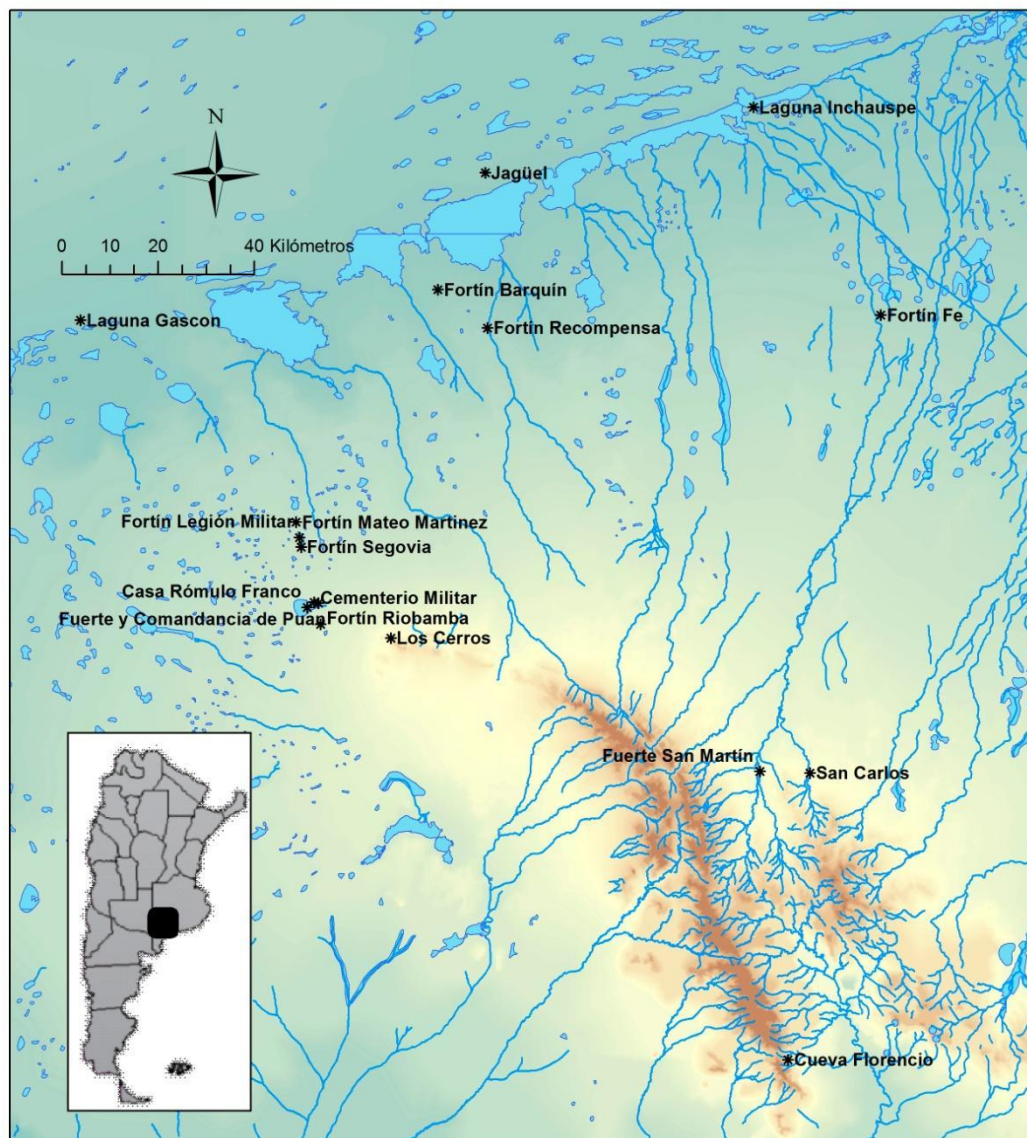 Laguna Inchauspe
N
Jagüel
0 20 40 Kilómetros
Fortín Barquín
Laguna Gascon
Fortín Fe
Fortín Recompensa
Fortín Legión Militar
Fortín Mateo Martinez
Fortín Segovia
Casa Rómulo Franco
Cementerio Militar
Fuerte y Comandancia de Puan
Fortín Riobamba
Los Cerros
Fuerte San Martín
San Carlos
Cueva Florencio